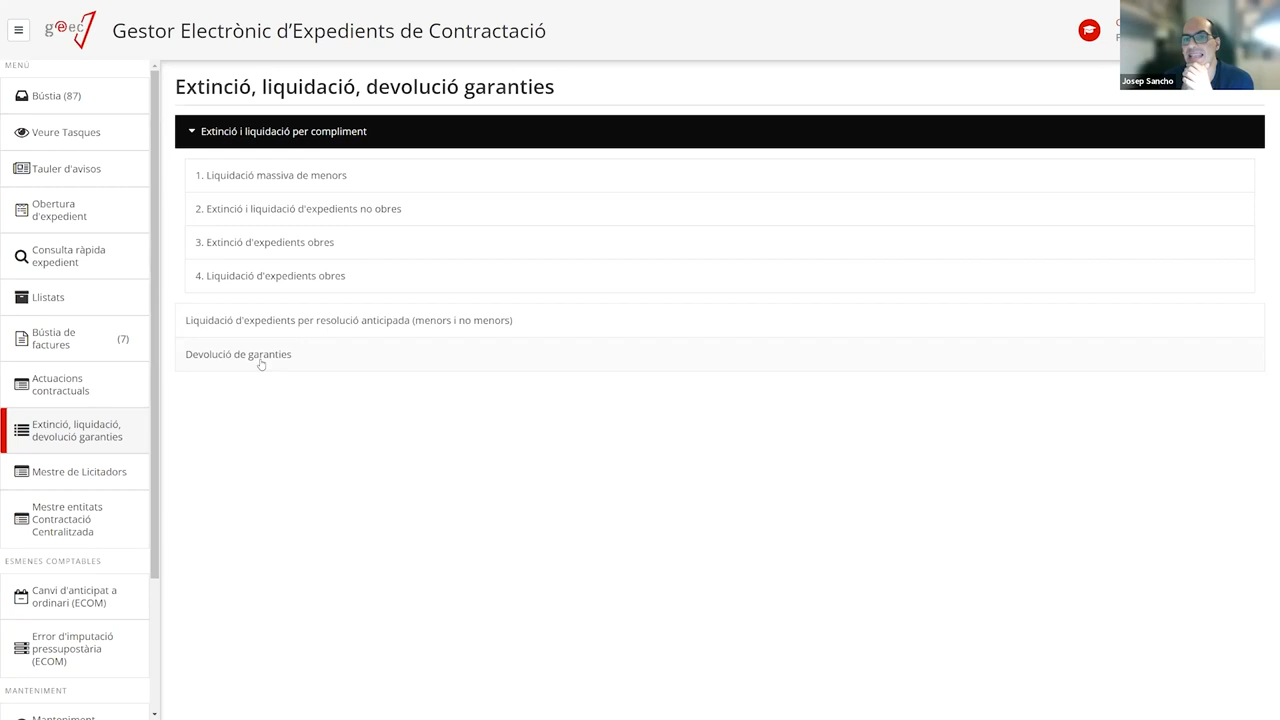 geec
Gestor Electrònic d'Expedients de Contractació
Josep Sancho
MENÚ
Bústia (87)
Veure Tasques
Tauler d'avisos
Obertura
d'expedient
Consulta ràpida
expedient
Llistats
Bústia de
factures
(7)
Actuacions
contractuals
Extinció, liquidació,
devolució garanties
Mestre de Licitadors
Mestre entitats
Contractació
Centralitzada
ESMENES COMPTABLES
Canvi d'anticipat a
ordinari (ECOM)
Error d'imputació
pressupostària
(ECOM)
MANTENIMENT
Manteniment
Extinció, liquidació, devolució garanties
Extinció i liquidació per compliment
1. Liquidació massiva de menors
2. Extinció i liquidació d'expedients no obres
3. Extinció d'expedients obres
4. Liquidació d'expedients obres
Liquidació d'expedients per resolució anticipada (menors i no menors)
Devolució de garanties